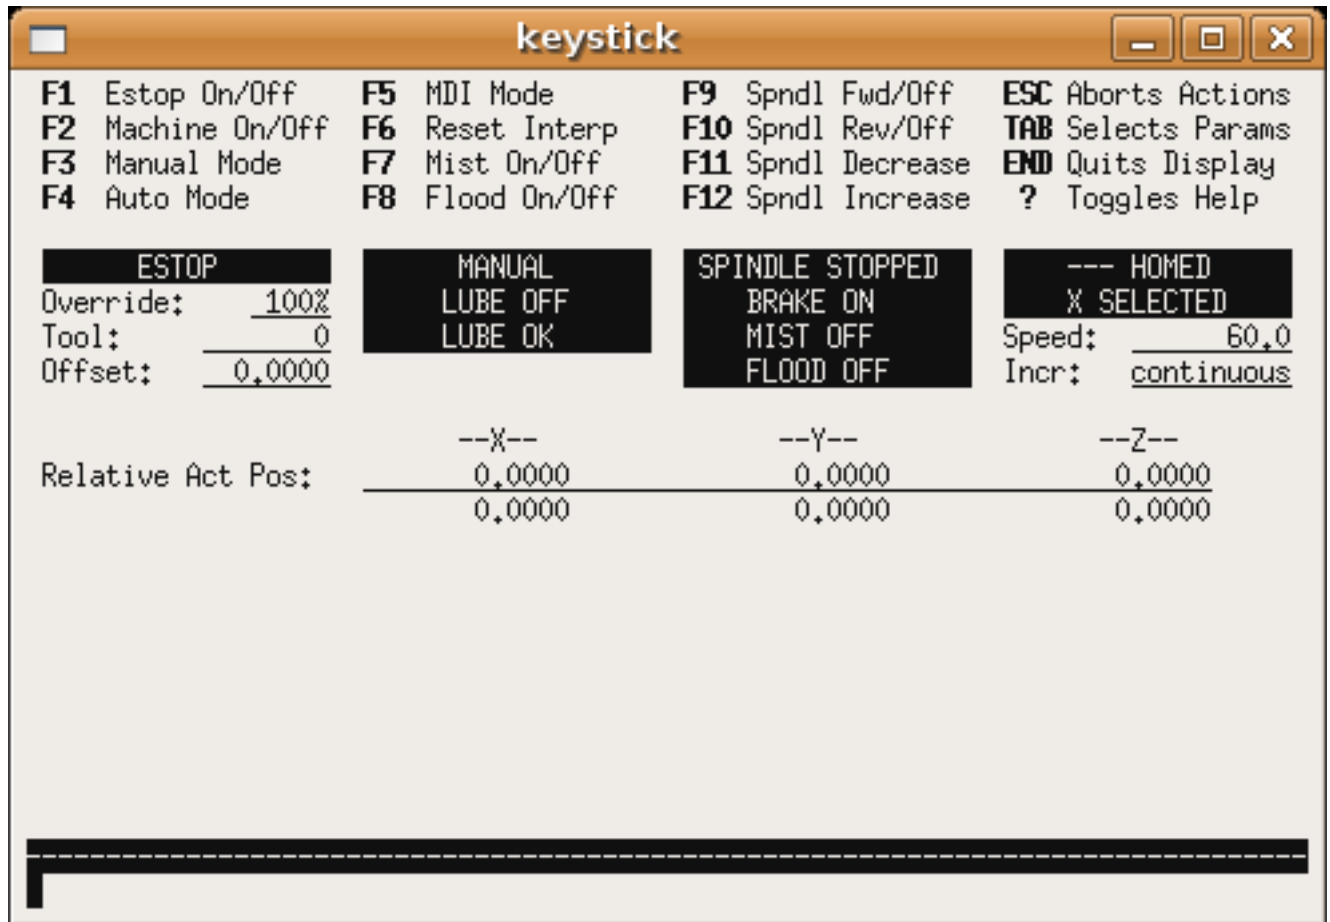 keystick
F1 Estop On/Off F5 MDI Mode F9 Spndl Fwd/Off ESC Aborts Actions
F2 Machine On/Off F6 Reset Interp F10 Spndl Rev/Off TAB Selects Params
F3 Manual Mode F7 Mist On/Off F11 Spndl Decrease END Quits Display
F4 Auto Mode F8 Flood On/Off F12 Spndl Increase ? Toggles Help
ESTOP MANUAL SPINDLE STOPPED --- HOMED
Override: 100% LUBE OFF BRAKE ON X SELECTED
Tool: 0 LUBE OK MIST OFF Speed: 60.0
Offset: 0.0000 FLOOD OFF Incr: continuous
--X-- --Y-- --Z--
Relative Act Pos: 0.0000 0.0000 0.0000
0.0000 0.0000 0.0000
--------------------------------------------------------------------------------